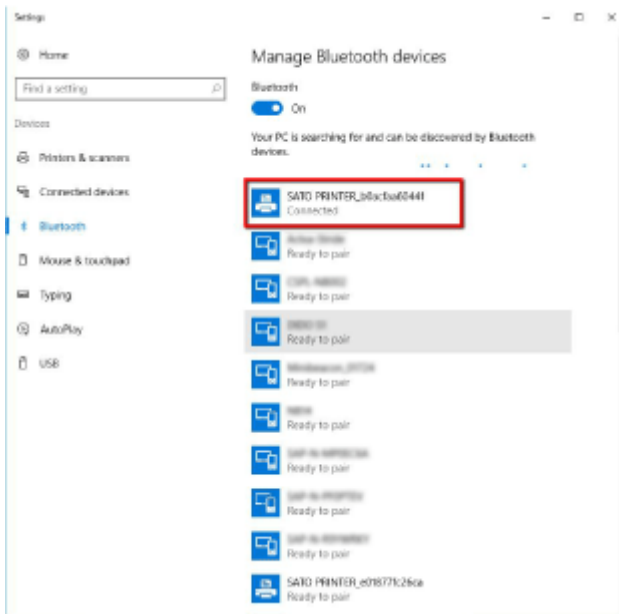 Settings
Home
Find a setting
Devices
Printers & scanners
Connected devices
Bluetooth
Mouse & touchpad
Typing
AutoPlay
USB
Manage Bluetooth devices
Bluetooth
On
Your PC is searching for and can be discovered by Bluetooth
devices.
SATO PRINTER_
Connected
Ready to pair
Ready to pair
Ready to pair
Ready to pair
Ready to pair
Ready to pair
Ready to pair
Ready to pair
SATO PRINTER_e018771c26ca
Ready to pair